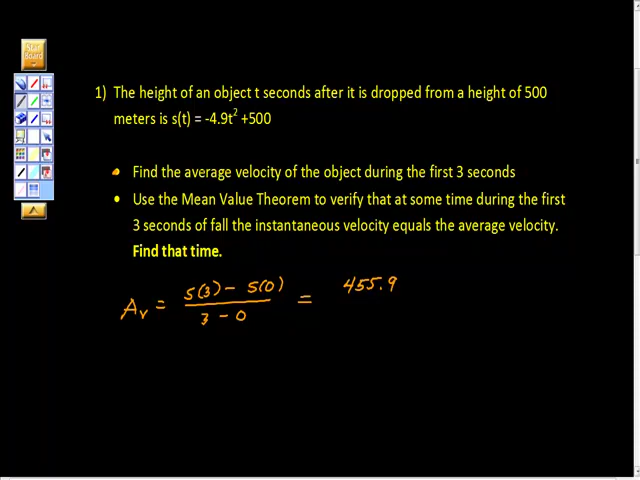 Star Board
1) The height of an object t seconds after it is dropped from a height of 500
meters is s(t) = -4.9t² +500
• Find the average velocity of the object during the first 3 seconds
• Use the Mean Value Theorem to verify that at some time during the first
3 seconds of fall the instantaneous velocity equals the average velocity.
Find that time.
Av = s(3) - s(0) / 3 - 0 = 455.9